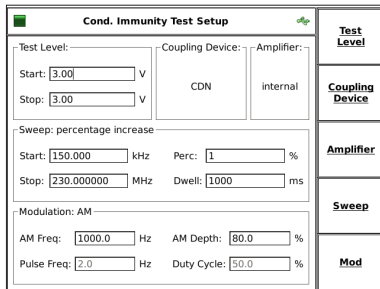 Cond. Immunity Test Setup
Test Level:
Start: 3.00 V
Stop: 3.00 V
Coupling Device:
CDN
Amplifier:
internal
Sweep: percentage increase
Start: 150.000 kHz Perc: 1 %
Stop: 230.000000 MHz Dwell: 1000 ms
Modulation: AM
AM Freq: 1000.0 Hz AM Depth: 80.0 %
Pulse Freq: 2.0 Hz Duty Cycle: 50.0 %
Test
Level
Coupling
Device
Amplifier
Sweep
Mod